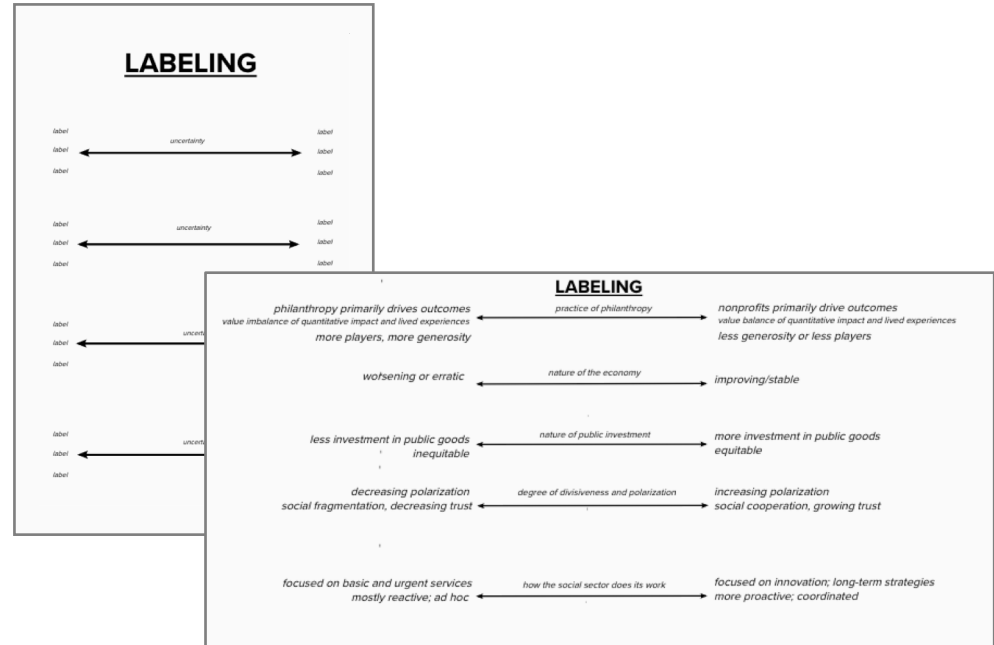 LABELING
label
label
uncertainty
label
label
label
label
label
label
uncertainty
label
label
label
label
label
label
uncerta
label
label
label
uncerta
label
label
LABELING
philanthropy primarily drives outcomes
practice of philanthropy
nonprofits primarily drive outcomes
value imbalance of quantitative impact and lived experiences
value balance of quantitative impact and lived experiences
more players, more generosity
less generosity or less players
worsening or erratic
nature of the economy
improving/stable
less investment in public goods
nature of public investment
more investment in public goods
inequitable
equitable
decreasing polarization
degree of divisiveness and polarization
increasing polarization
social fragmentation, decreasing trust
social cooperation, growing trust
focused on basic and urgent services
how the social sector does its work
focused on innovation; long-term strategies
mostly reactive; ad hoc
more proactive; coordinated